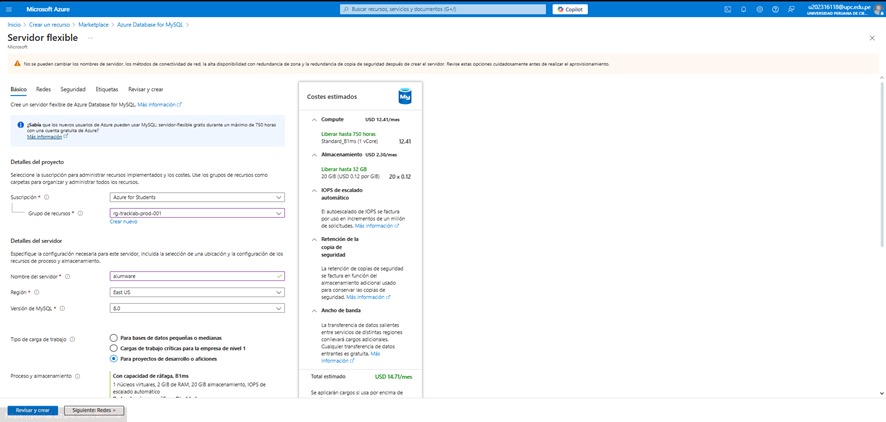 Microsoft Azure
Buscar recursos, servicios y documentos (G+/)
Copilot
u202316118@upc.edu.pe
UNIVERSIDAD PERUANA DE CIE...
Inicio > Crear un recurso > Marketplace > Azure Database for MySQL >
Servidor flexible
Microsoft
No se pueden cambiar los nombres de servidor, los métodos de conectividad de red, la alta disponibilidad con redundancia de zona y la redundancia de copia de seguridad después de crear el servidor. Revise estas opciones cuidadosamente antes de realizar el aprovisionamiento.
Básico Redes Seguridad Etiquetas Revisar y crear
Cree un servidor flexible de Azure Database for MySQL. Más información
¿Sabía que los nuevos usuarios de Azure pueden usar MySQL: servidor flexible gratis durante un máximo de 750 horas
con una cuenta gratuita de Azure?
Más información
Detalles del proyecto
Seleccione la suscripción para administrar recursos implementados y los costes. Use los grupos de recursos como
carpetas para organizar y administrar todos los recursos.
Suscripción *
Azure for Students
Grupo de recursos *
rg-tracklab-prod-001
Crear nuevo
Detalles del servidor
Especifique la configuración necesaria para este servidor, incluida la selección de una ubicación y la configuración de los
recursos de proceso y almacenamiento.
Nombre del servidor *
alumware
Región *
East US
Versión de MySQL *
8.0
Tipo de carga de trabajo
Para bases de datos pequeñas o medianas
Cargas de trabajo críticas para la empresa de nivel 1
Para proyectos de desarrollo o aficiones
Proceso y almacenamiento
Con capacidad de ráfaga, B1ms
1 núcleos virtuales, 2 GiB de RAM, 20 GiB almacenamiento, IOPS de
escalado automático
Costes estimados
My
Compute USD 12.41/mes
Liberar hasta 750 horas
Standard_B1ms (1 vCore) 12.41
Almacenamiento USD 2.30/mes
Liberar hasta 32 GB
20 GiB (USD 0.12 por GiB) 20 x 0.12
IOPS de escalado
automático
El autoescalado de IOPS se factura
por uso en incrementos de un millón
de solicitudes. Más información
Retención de la
copia de
seguridad
La retención de copias de seguridad
se factura en función del
almacenamiento adicional usado
para conservar las copias de
seguridad. Más información
Ancho de banda
La transferencia de datos salientes
entre servicios de distintas regiones
conllevará cargos adicionales.
Cualquier transferencia de datos
entrantes es gratuita. Más
información
Total estimado USD 14.71/mes
Se aplicarán cargos si usa por encima de
Revisar y crear
Siguiente: Redes >